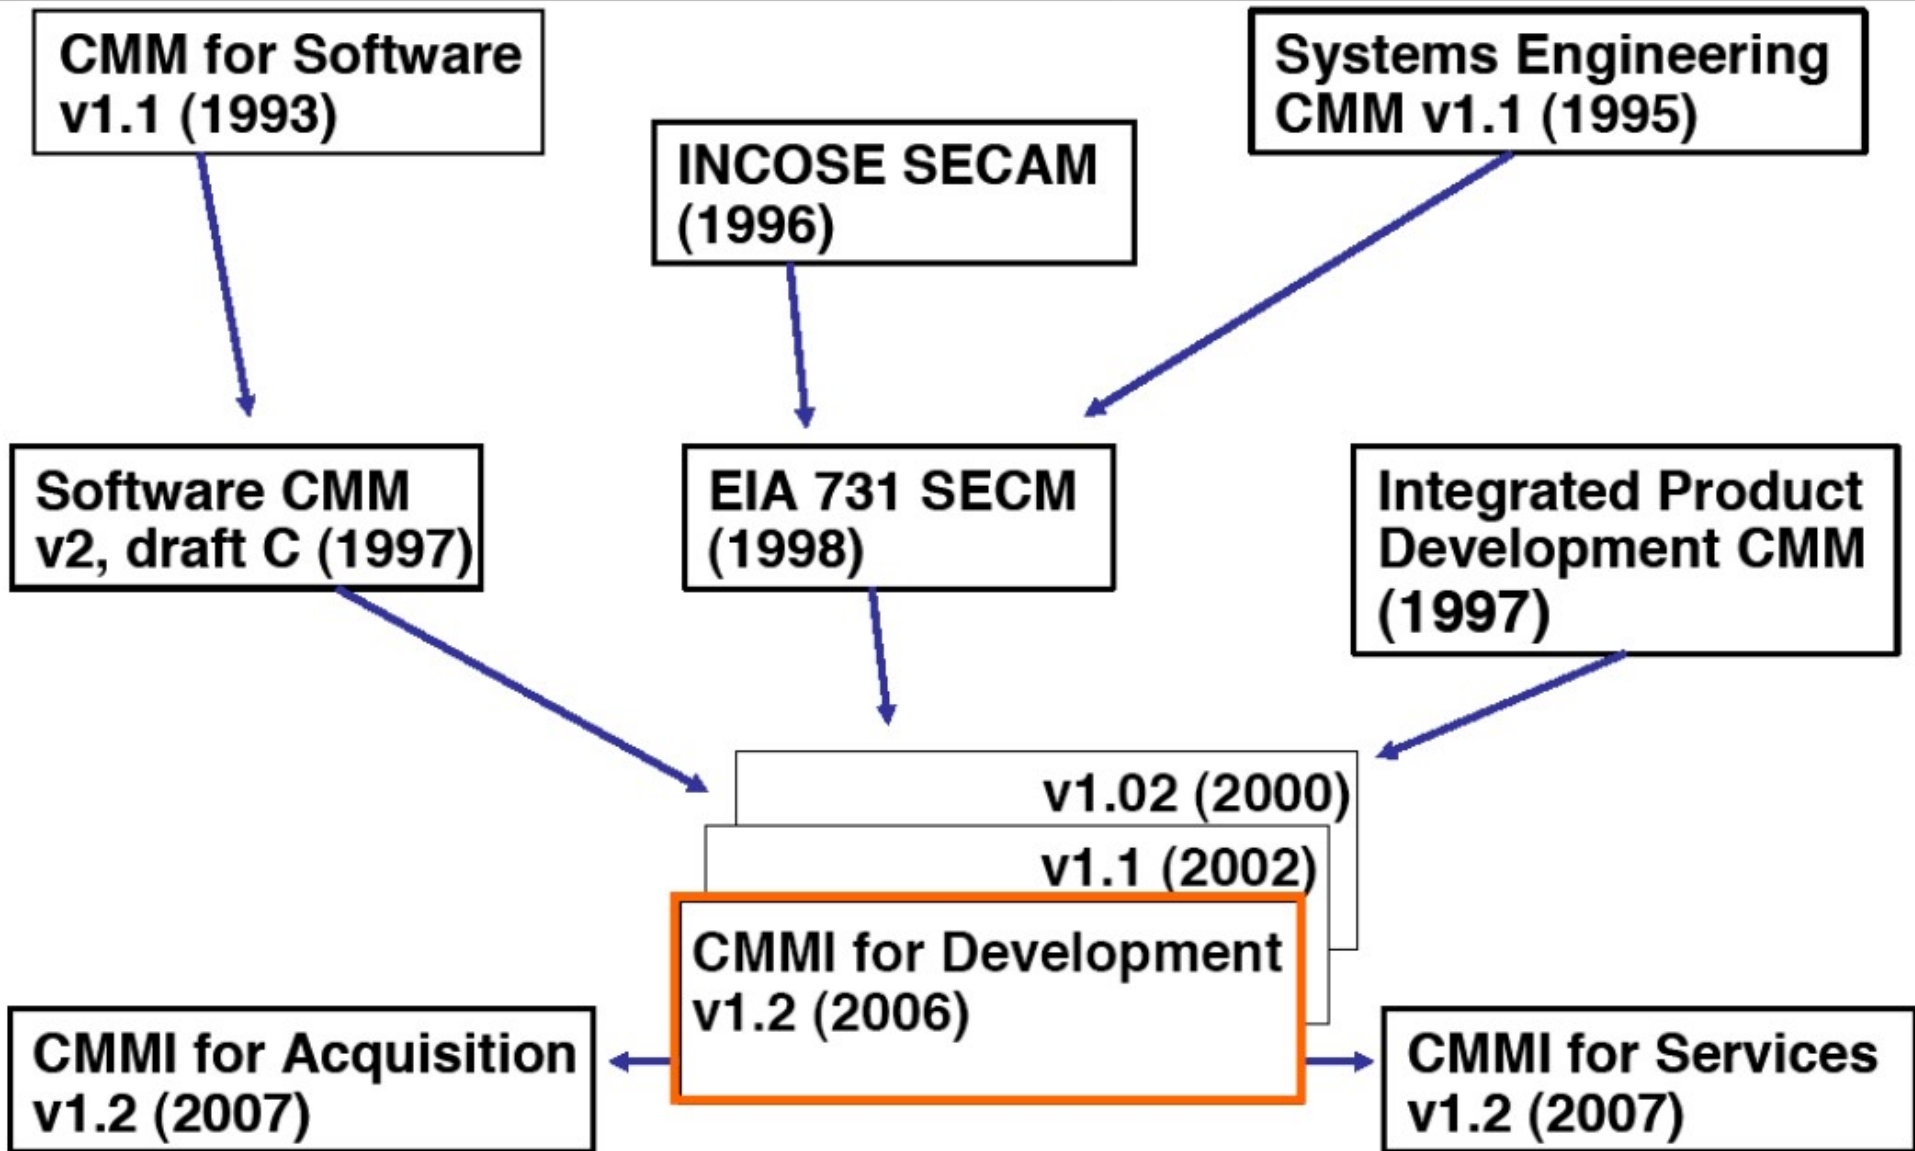 CMM for Software
v1.1 (1993)
Systems Engineering
CMM v1.1 (1995)
INCOSE SECAM
(1996)
Software CMM
v2, draft C (1997)
EIA 731 SECM
(1998)
Integrated Product
Development CMM
(1997)
v1.02 (2000)
v1.1 (2002)
CMMI for Development
v1.2 (2006)
CMMI for Acquisition
v1.2 (2007)
CMMI for Services
v1.2 (2007)